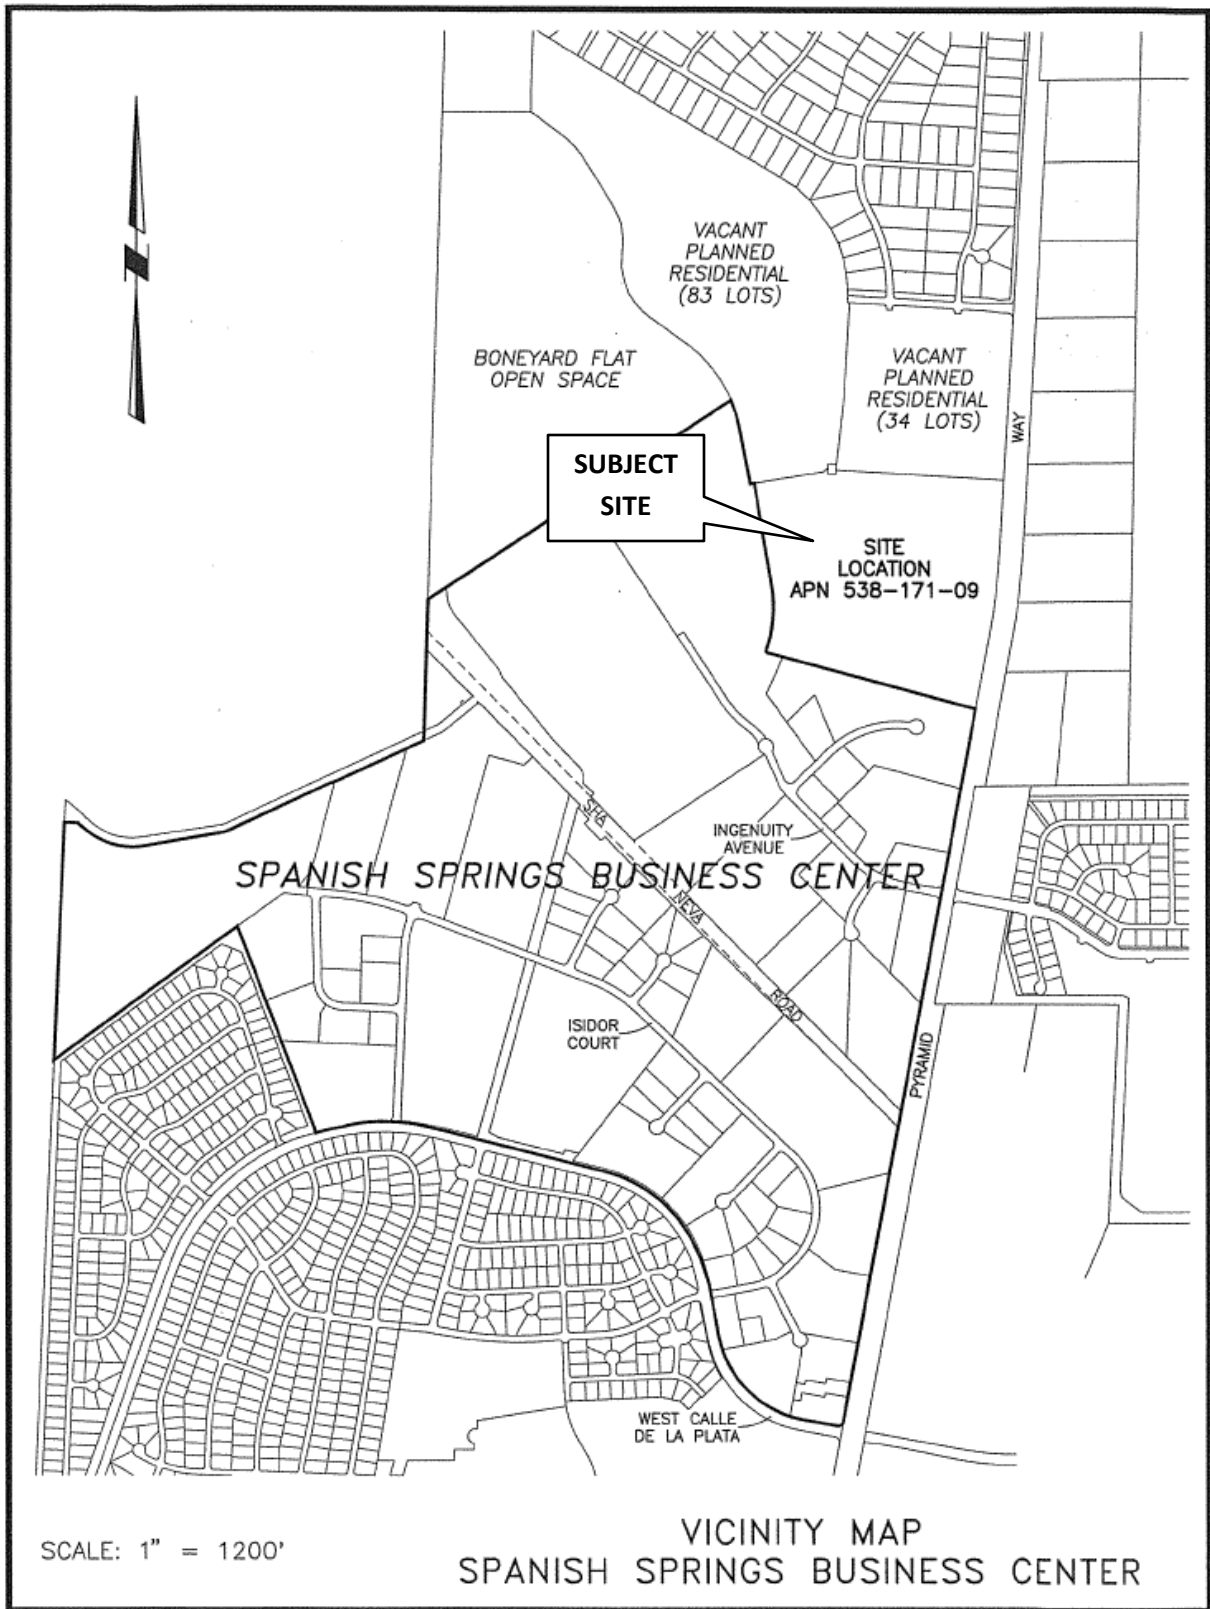 VACANT
PLANNED
RESIDENTIAL
(83 LOTS)
BONEYARD FLAT
OPEN SPACE
VACANT
PLANNED
RESIDENTIAL
(34 LOTS)
WAY
SUBJECT
SITE
SITE
LOCATION
APN 538-171-09
N
SHA
INGENUITY
AVENUE
SPANISH SPRINGS BUSINESS CENTER
NEVA
ROAD
ISIDOR
COURT
PYRAMID
WEST CALLE
DE LA PLATA
SCALE: 1" = 1200'
VICINITY MAP
SPANISH SPRINGS BUSINESS CENTER